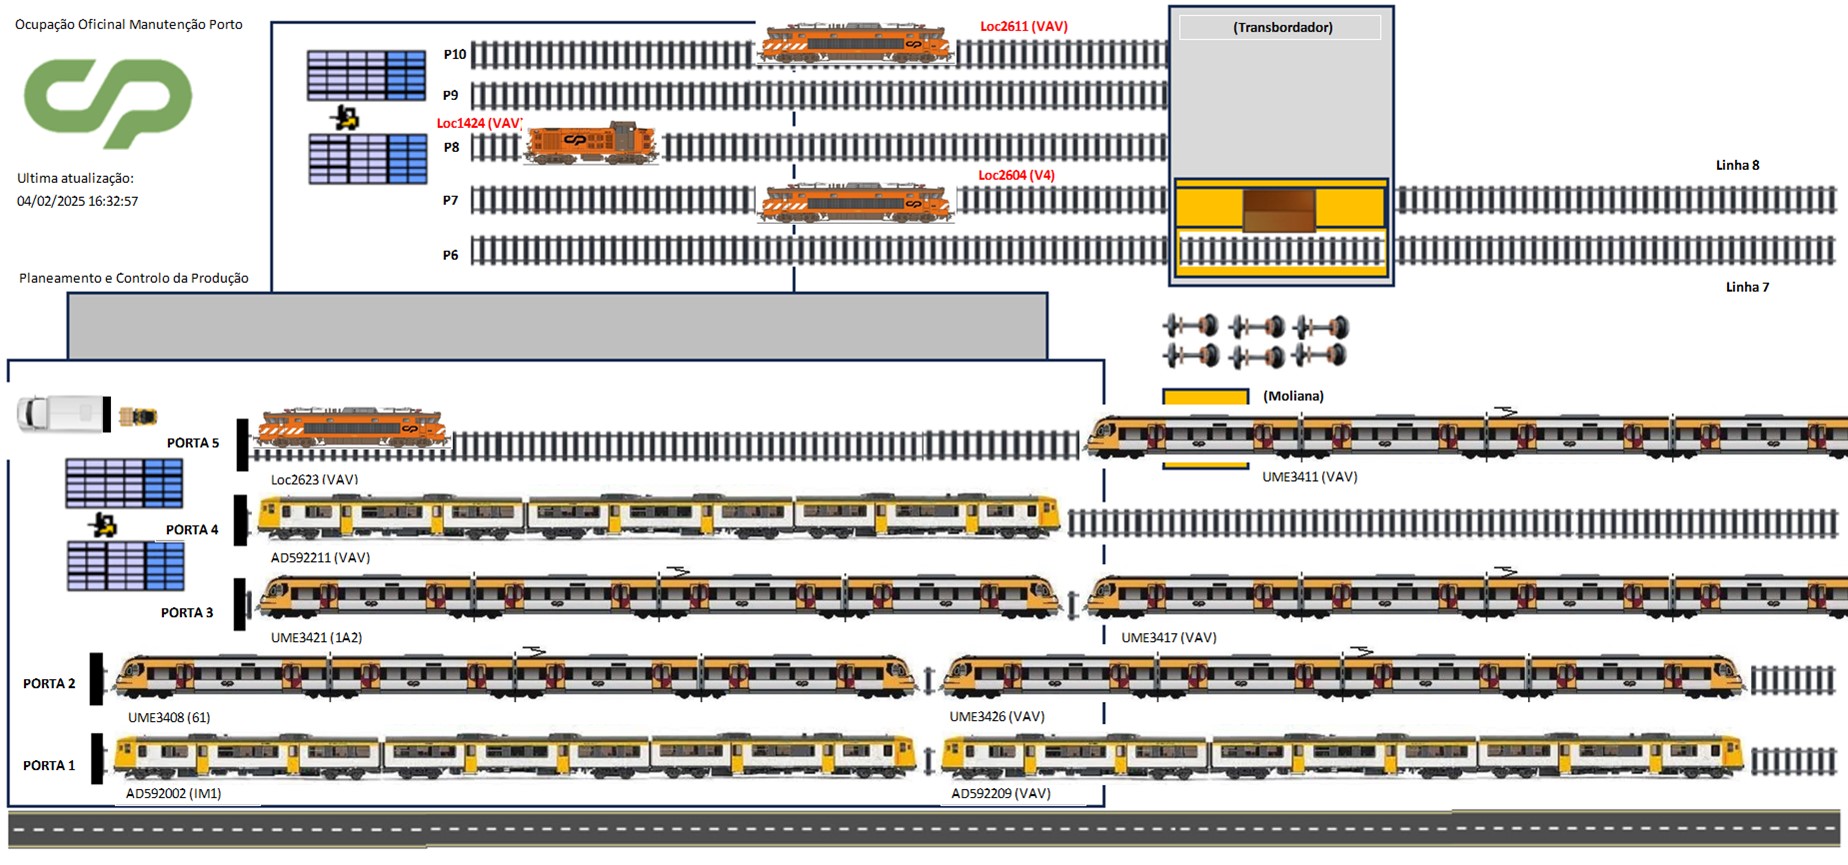 Ocupação Oficinal Manutenção Porto
Ultima atualização:
04/02/2025 16:32:57
Planeamento e Controlo da Produção
P10
Loc2611 (VAV)
(Transbordador)
P9
Loc1424 (VAV)
P8
Linha 8
Loc2604 (V4)
P7
P6
Linha 7
(Moliana)
PORTA 5
Loc2623 (VAV)
UME3411 (VAV)
PORTA 4
AD592211 (VAV)
PORTA 3
UME3421 (1A2)
UME3417 (VAV)
PORTA 2
UME3408 (61)
UME3426 (VAV)
PORTA 1
AD592002 (IM1)
AD592209 (VAV)